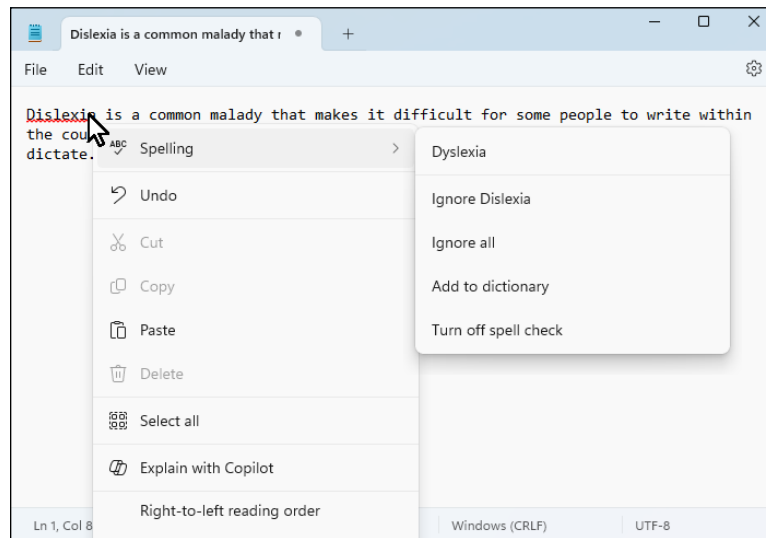 Dislexia is a common malady that r
File Edit View
Dislexia is a common malady that makes it difficult for some people to write within
the cou
dictate.
ABC Spelling
Undo
Cut
Copy
Paste
Delete
Select all
Explain with Copilot
Right-to-left reading order
Dyslexia
Ignore Dislexia
Ignore all
Add to dictionary
Turn off spell check
Ln 1, Col 8 Windows (CRLF) UTF-8